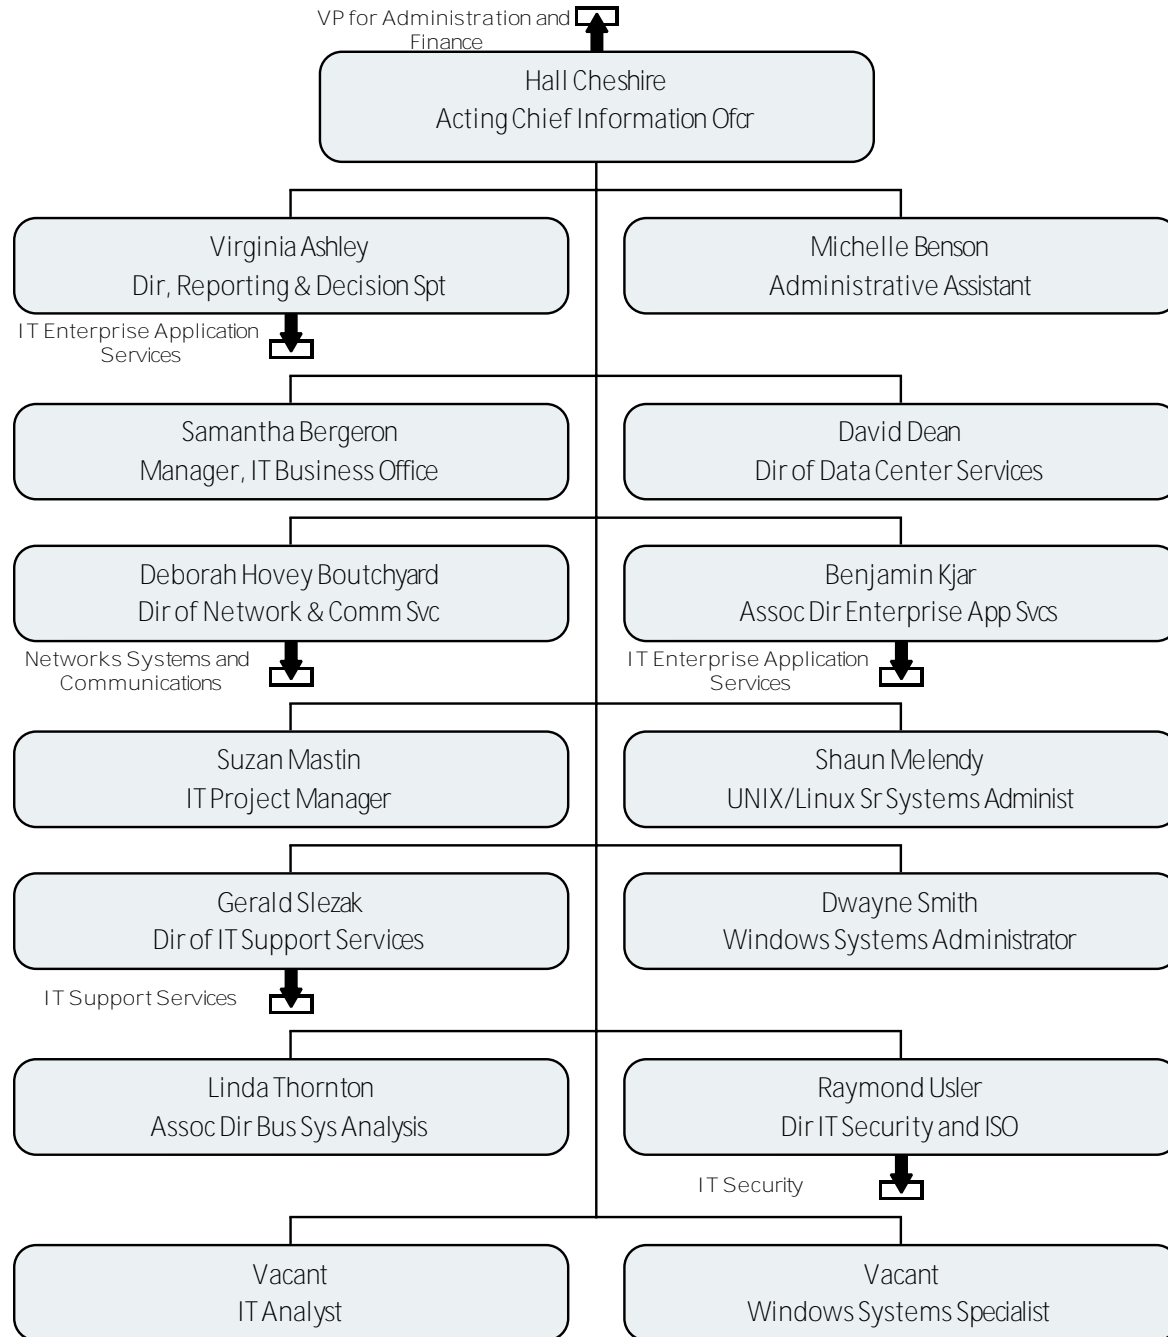 VP for Administration and
Finance
Hall Cheshire
Acting Chief Information Ofcr
Virginia Ashley
Dir, Reporting & Decision Spt
Michelle Benson
Administrative Assistant
IT Enterprise Application
Services
Samantha Bergeron
Manager, IT Business Office
David Dean
Dir of Data Center Services
Deborah Hovey Boutchyard
Dir of Network & Comm Svc
Benjamin Kjar
Assoc Dir Enterprise App Svcs
Networks Systems and
Communications
IT Enterprise Application
Services
Suzan Mastin
IT Project Manager
Shaun Melendy
UNIX/Linux Sr Systems Administ
Gerald Slezak
Dir of IT Support Services
Dwayne Smith
Windows Systems Administrator
IT Support Services
Linda Thornton
Assoc Dir Bus Sys Analysis
Raymond Usler
Dir IT Security and ISO
IT Security
Vacant
IT Analyst
Vacant
Windows Systems Specialist